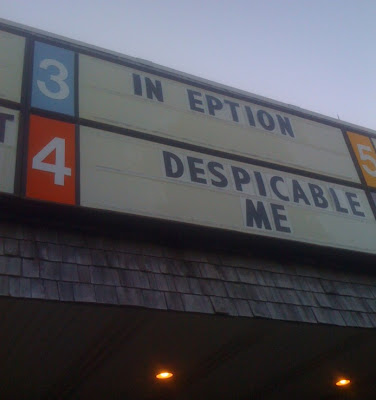 3 IN EPTION
4 DESPICABLE
ME
5